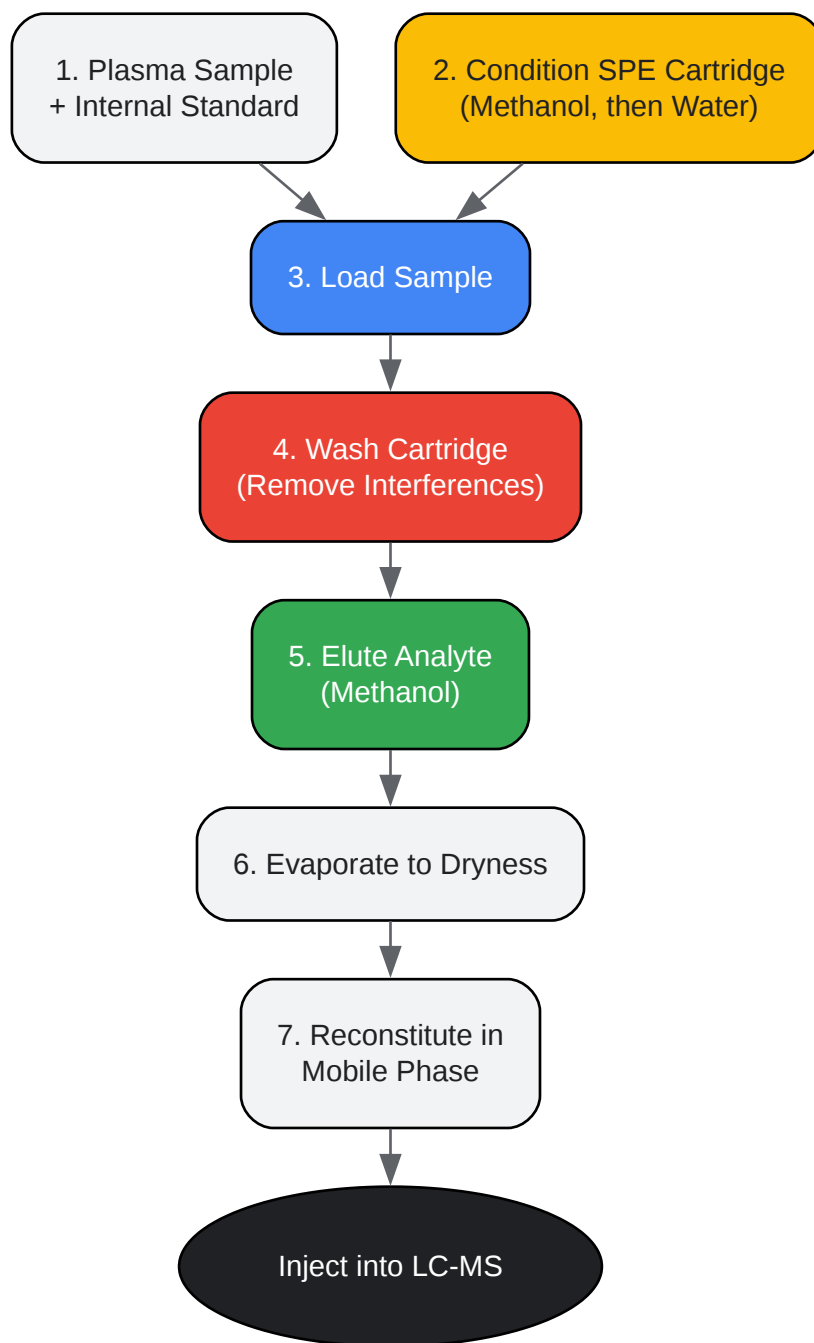 1. Plasma Sample
+ Internal Standard
2. Condition SPE Cartridge
(Methanol, then Water)
3. Load Sample
4. Wash Cartridge
(Remove Interferences)
5. Elute Analyte
(Methanol)
6. Evaporate to Dryness
7. Reconstitute in
Mobile Phase
Inject into LC-MS